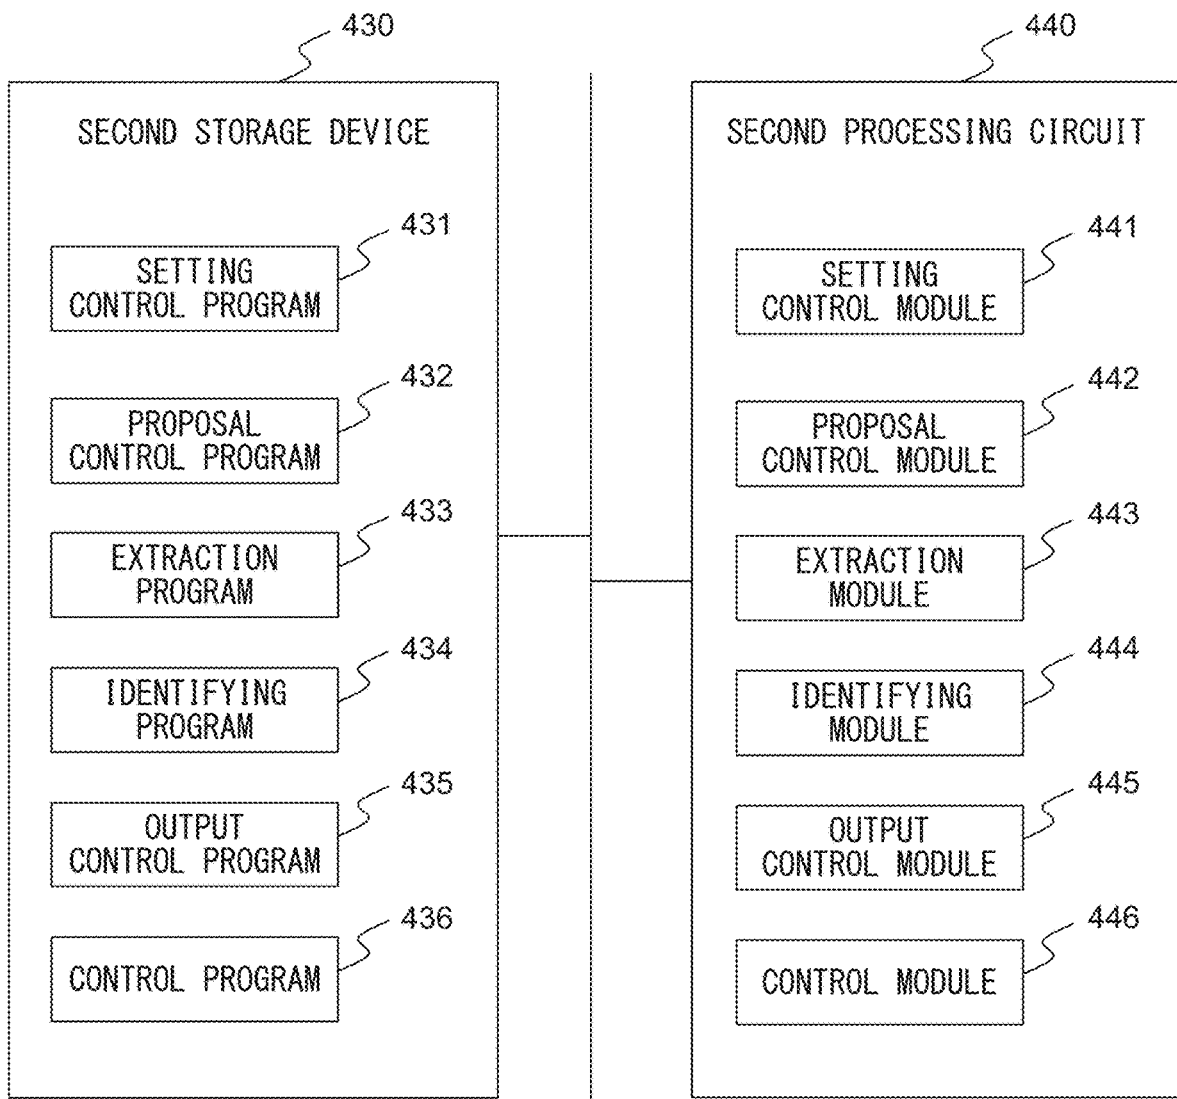 430
SECOND STORAGE DEVICE
431
SETTING
CONTROL PROGRAM
432
PROPOSAL
CONTROL PROGRAM
433
EXTRACTION
PROGRAM
434
IDENTIFYING
PROGRAM
435
OUTPUT
CONTROL PROGRAM
436
CONTROL PROGRAM
440
SECOND PROCESSING CIRCUIT
441
SETTING
CONTROL MODULE
442
PROPOSAL
CONTROL MODULE
443
EXTRACTION
MODULE
444
IDENTIFYING
MODULE
445
OUTPUT
CONTROL MODULE
446
CONTROL MODULE